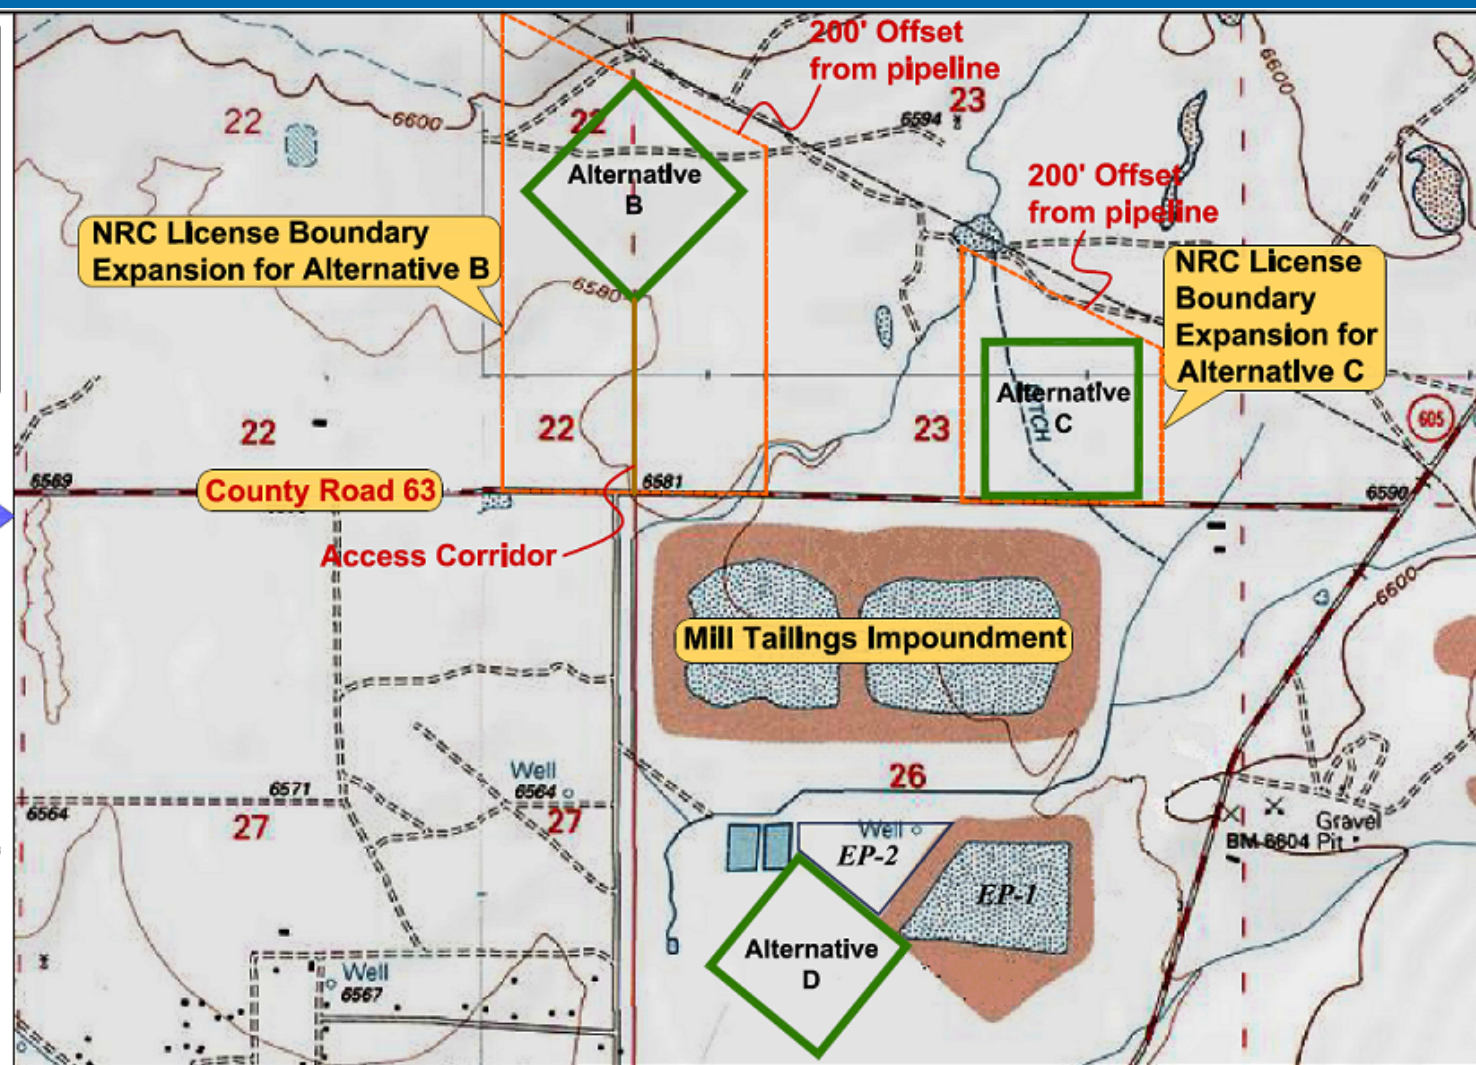 200' Offset
from pipeline
23
22
22
6600
6594
Alternative
B
200' Offset
from pipeline
6600
NRC License Boundary
Expansion for Alternative B
6580
NRC License
Boundary
Expansion for
Alternative C
Alternative
C
DITCH
22
22
23
605
6569
County Road 63
6581
6590
Access Corridor
6600
Mill Tailings Impoundment
26
Well
6564
6571
6564
27
27
Well
EP-2
EP-1
Gravel
Pit
BM 6604
Alternative
D
Well
6567